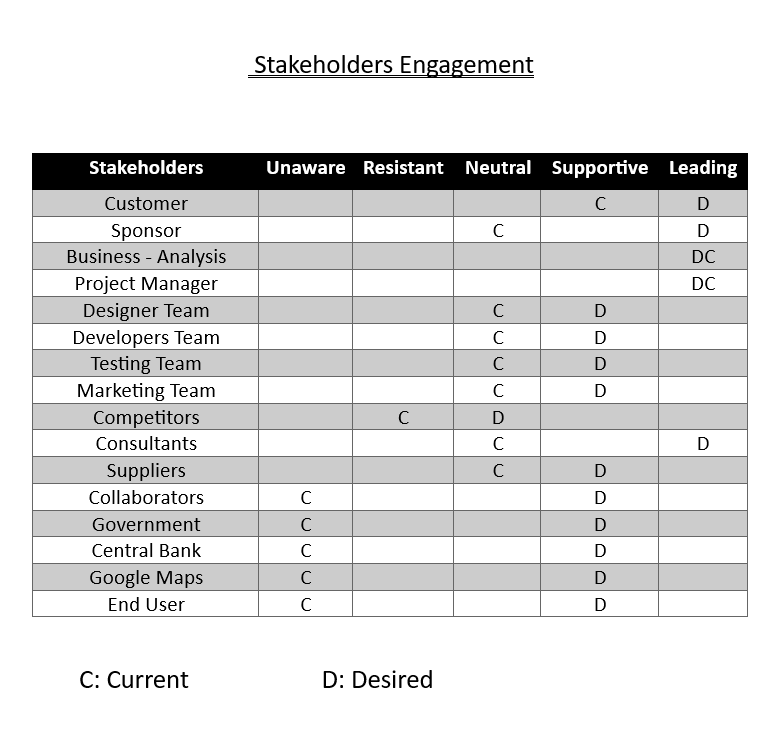 Stakeholders Engagement
Stakeholders Unaware Resistant Neutral Supportive Leading
Customer C D
Sponsor C D
Business - Analysis DC
Project Manager DC
Designer Team C D
Developers Team C D
Testing Team C D
Marketing Team C D
Competitors C D
Consultants C D
Suppliers C D
Collaborators C D
Government C D
Central Bank C D
Google Maps C D
End User C D
C: Current D: Desired